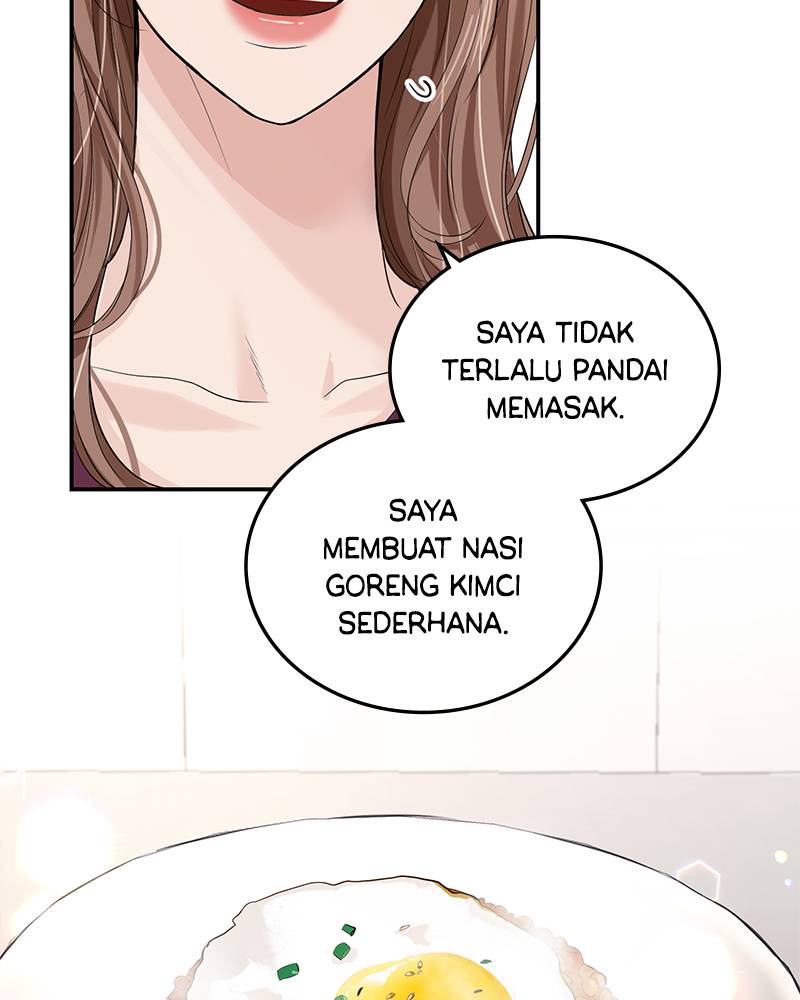 SAYA TIDAK
TERLALU PANDAI
MEMASAK.
SAYA
MEMBUAT NASI
GORENG KIMCI
SEDERHANA.